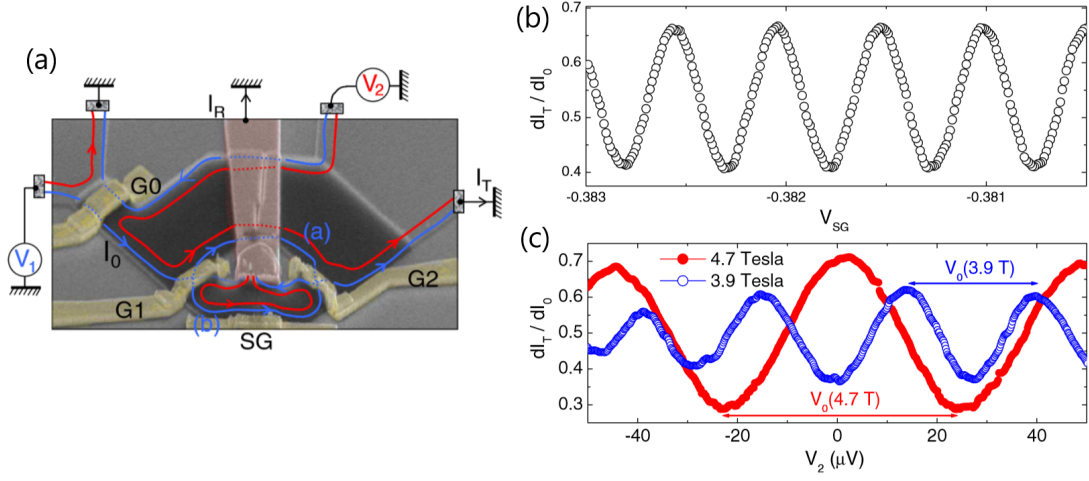 (a)
I_R
V_2
G0
I_T
(a)
I_0
V_1
G1
G2
(b)
SG
(b)
0.7
0.6
0.5
0.4
dI_T / dI_0
-0.383
-0.382
-0.381
V_SG
(c)
0.7
0.6
0.5
0.4
0.3
dI_T / dI_0
4.7 Tesla
3.9 Tesla
V_0(3.9 T)
V_0(4.7 T)
-40
-20
0
20
40
V_2 (μV)